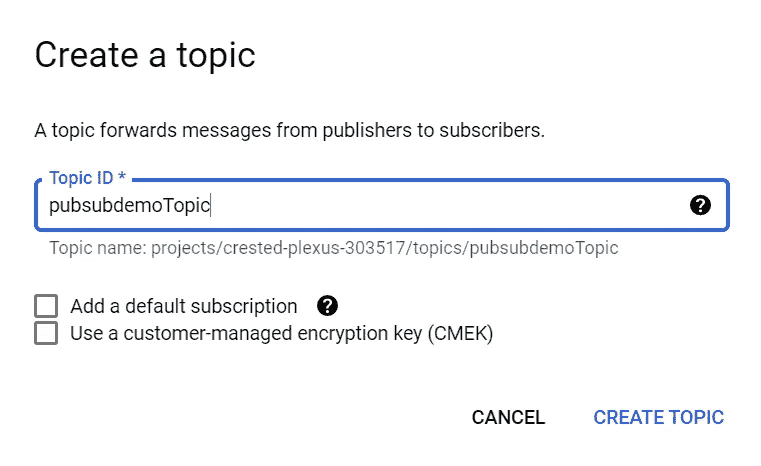 Create a topic
A topic forwards messages from publishers to subscribers.
Topic ID *
pubsubdemoTopic
Topic name: projects/crested-plexus-303517/topics/pubsubdemoTopic
Add a default subscription
Use a customer-managed encryption key (CMEK)
CANCEL CREATE TOPIC